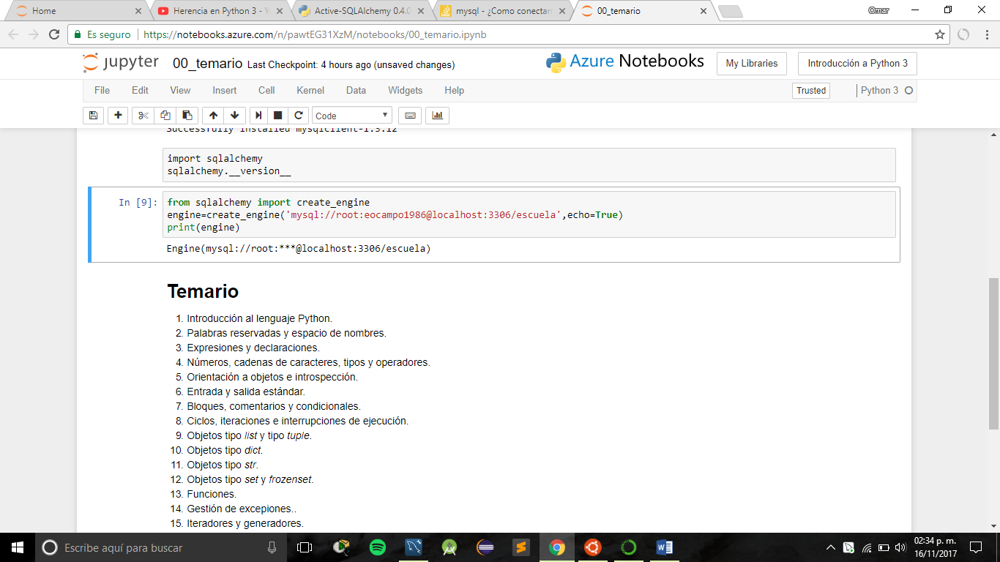 Home
Herencia en Python 3 - Y
Active-SQLAlchemy 0.4.0
mysql - ¿Como conectar
00_temario
Omar
Es seguro
https://notebooks.azure.com/n/pawtEG31XzM/notebooks/00_temario.ipynb
jupyter 00_temario Last Checkpoint: 4 hours ago (unsaved changes)
Azure Notebooks
My Libraries
Introducción a Python 3
File Edit View Insert Cell Kernel Data Widgets Help
Trusted
Python 3
Code
Successfully installed mysqlclient-1.3.12
import sqlalchemy
sqlalchemy.__version__
In [9]:
from sqlalchemy import create_engine
engine=create_engine('mysql://root:eocampo1986@localhost:3306/escuela',echo=True)
print(engine)
Engine(mysql://root:***@localhost:3306/escuela)
Temario
1. Introducción al lenguaje Python.
2. Palabras reservadas y espacio de nombres.
3. Expresiones y declaraciones.
4. Números, cadenas de caracteres, tipos y operadores.
5. Orientación a objetos e introspección.
6. Entrada y salida estándar.
7. Bloques, comentarios y condicionales.
8. Ciclos, iteraciones e interrupciones de ejecución.
9. Objetos tipo list y tipo tuple.
10. Objetos tipo dict.
11. Objetos tipo str.
12. Objetos tipo set y frozenset.
13. Funciones.
14. Gestión de excepiones..
15. Iteradores y generadores.
Escribe aquí para buscar
02:34 p. m.
16/11/2017